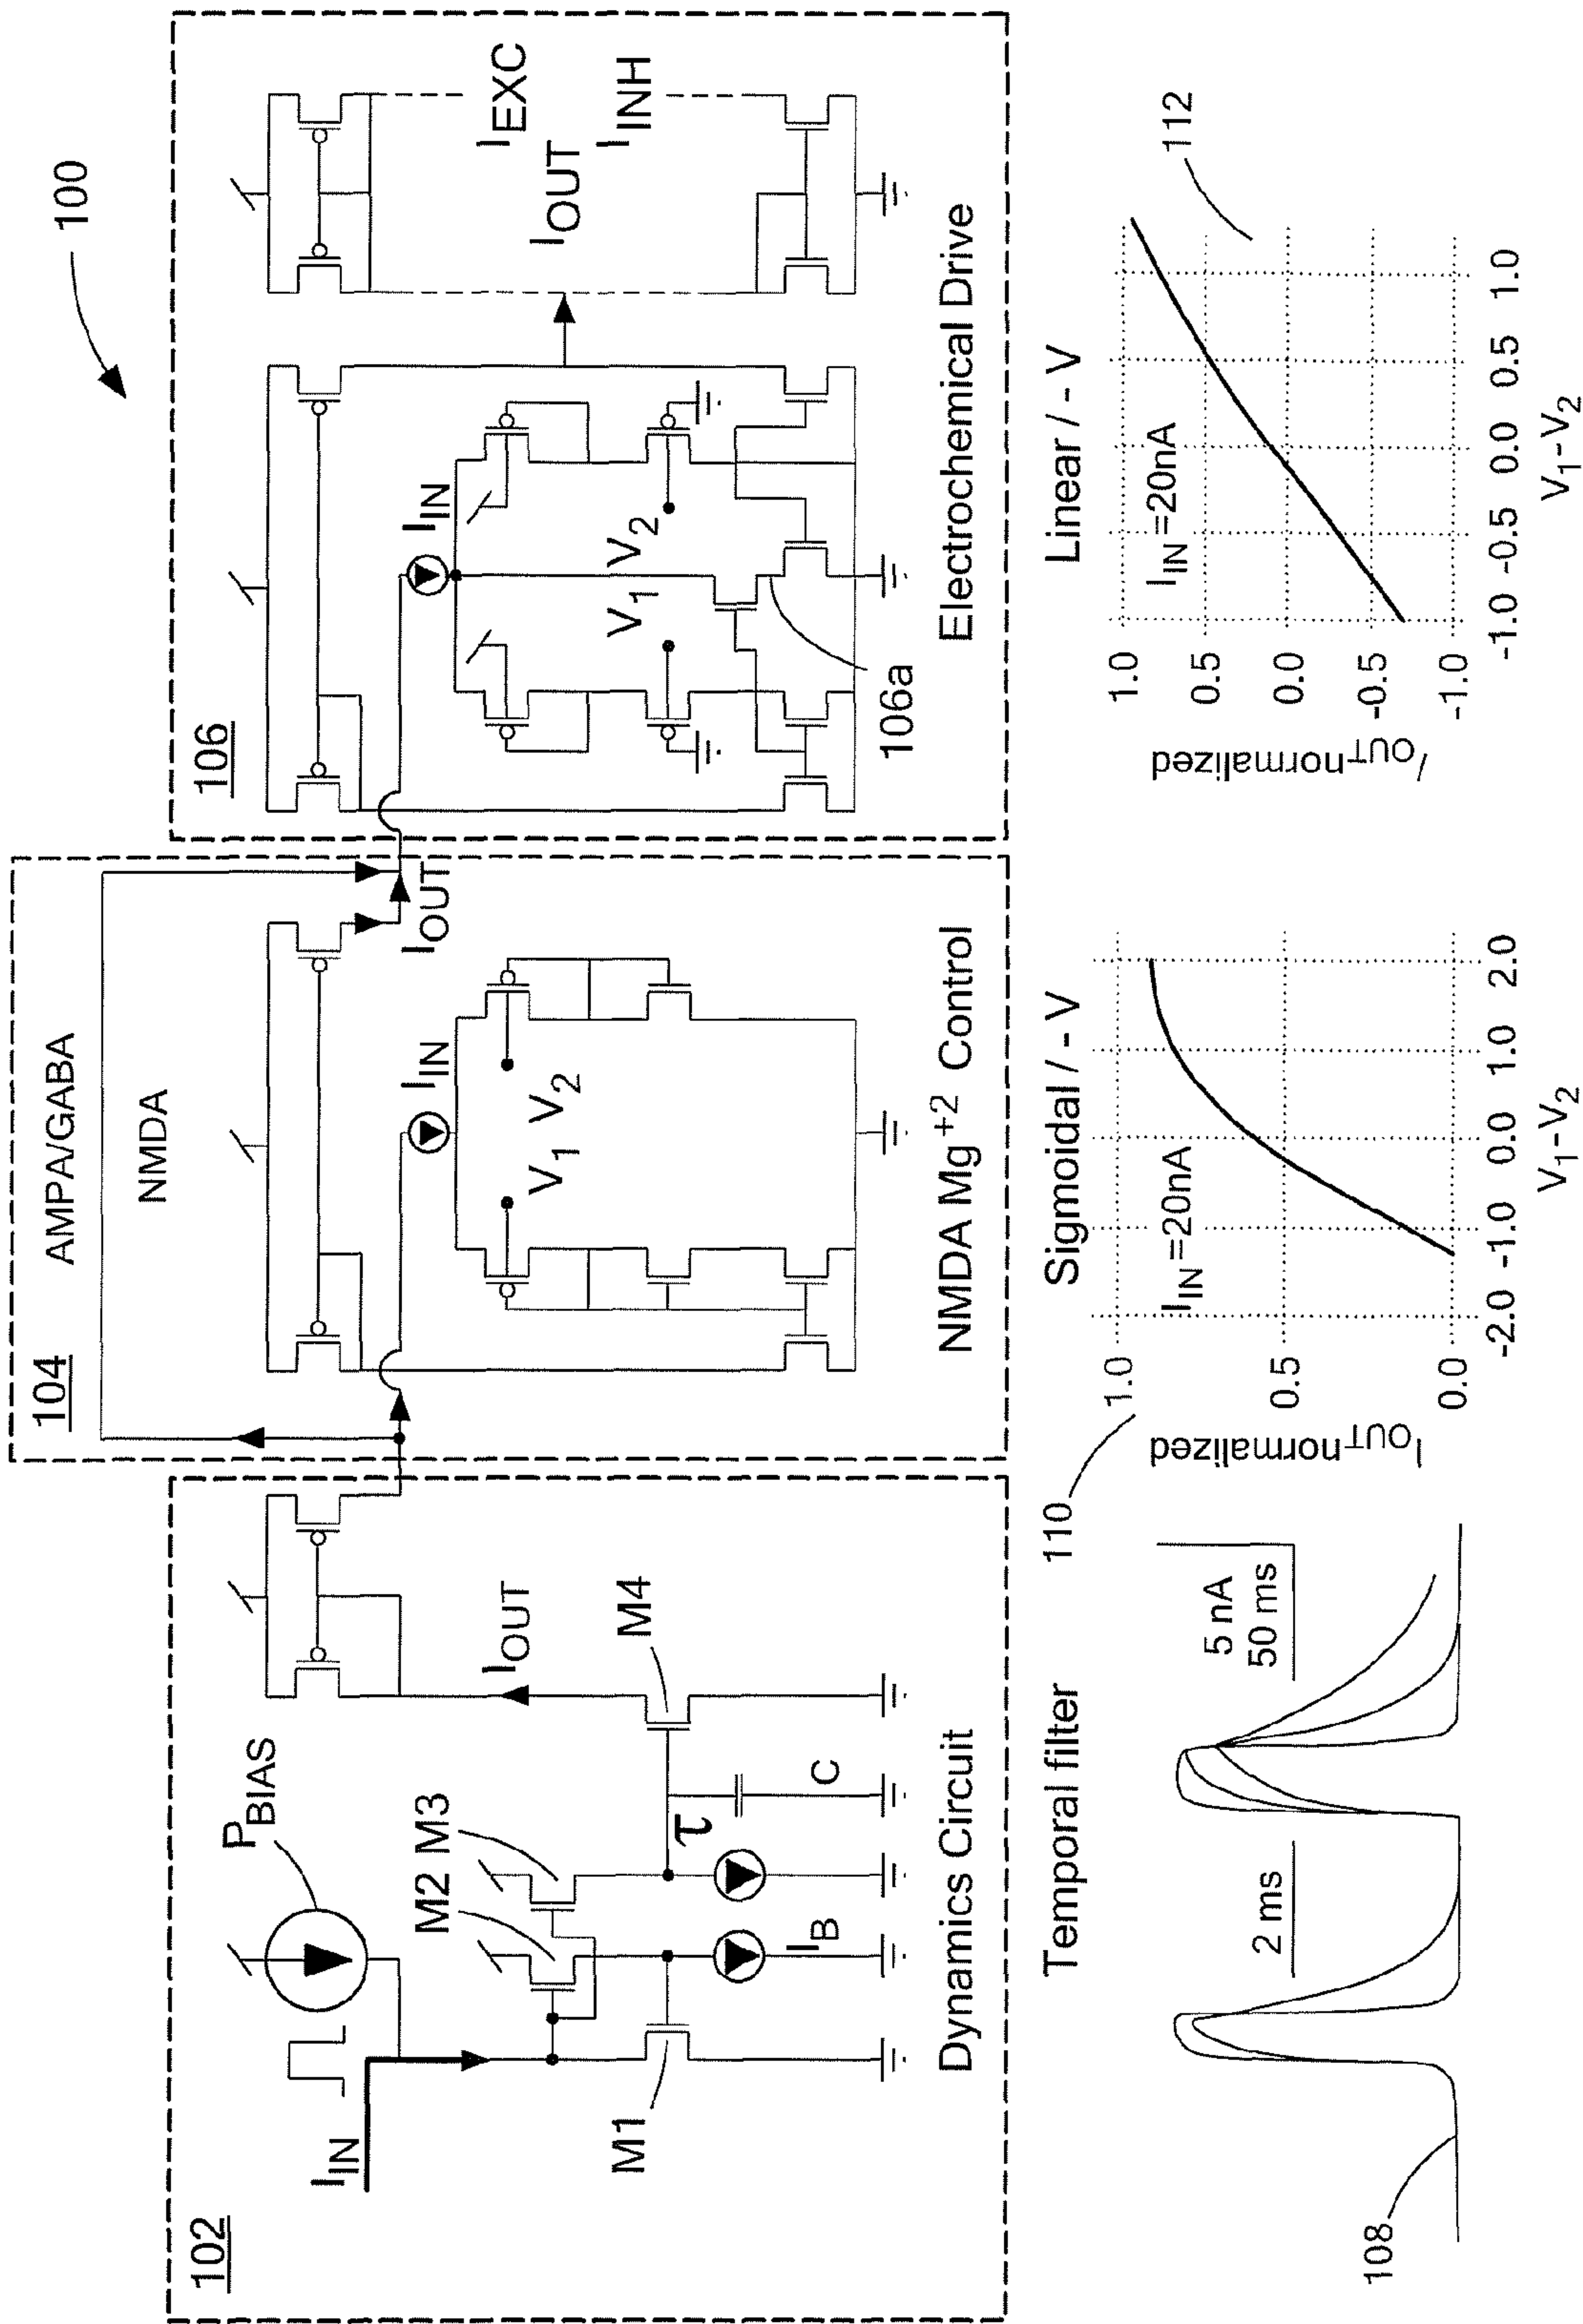 100
102
I_IN
P_BIAS
M2 M3
M1
I_B
τ
C
M4
I_OUT
Dynamics Circuit
104
AMPA/GABA
NMDA
I_IN
V_1 V_2
I_OUT
NMDA Mg^+2 Control
106
I_IN
V_1 V_2
106a
I_EXC
I_OUT
I_INH
Electrochemical Drive
Temporal filter
108
2 ms
5 nA
50 ms
110
Sigmoidal / - V
I_IN=20nA
I_OUT normalized
1.0
0.5
0.0
-2.0 -1.0 0.0 1.0 2.0
V_1-V_2
Linear / - V
112
I_IN=20nA
I_OUT normalized
1.0
0.5
0.0
-0.5
-1.0
-1.0 -0.5 0.0 0.5 1.0
V_1-V_2